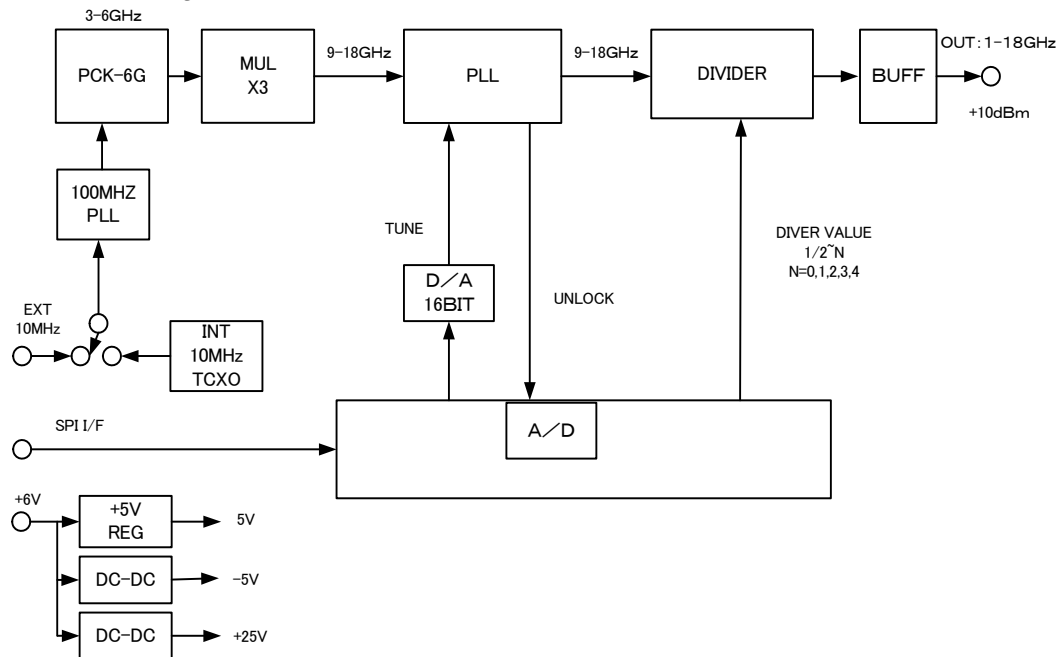 3-6GHz
PCK-6G
MUL
X3
9-18GHz
PLL
9-18GHz
DIVIDER
BUFF
OUT:1-18GHz
+10dBm
100MHZ
PLL
TUNE
D／A
16BIT
UNLOCK
DIVER VALUE
1/2~N
N=0,1,2,3,4
EXT
10MHz
INT
10MHz
TCXO
SPI I/F
A／D
+6V
+5V
REG
5V
DC-DC
-5V
DC-DC
+25V